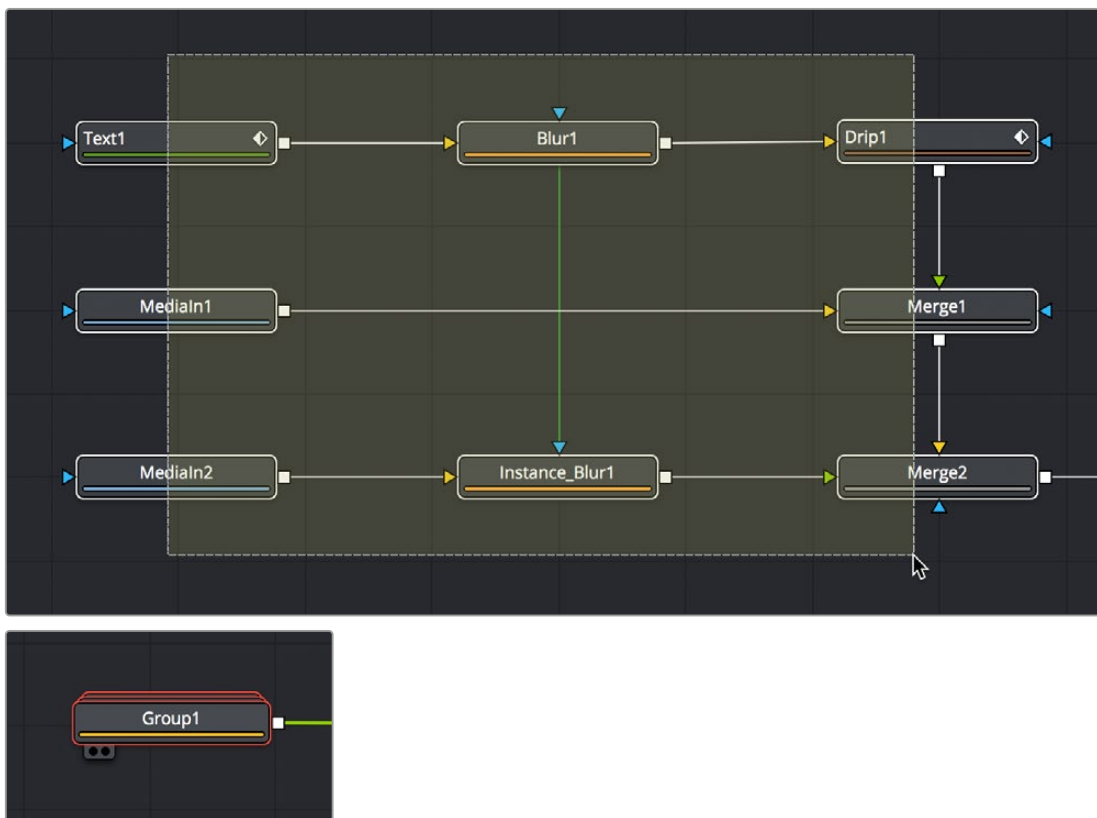 Text1
Blur1
Drip1
MediaIn1
Merge1
MediaIn2
Instance_Blur1
Merge2
Group1